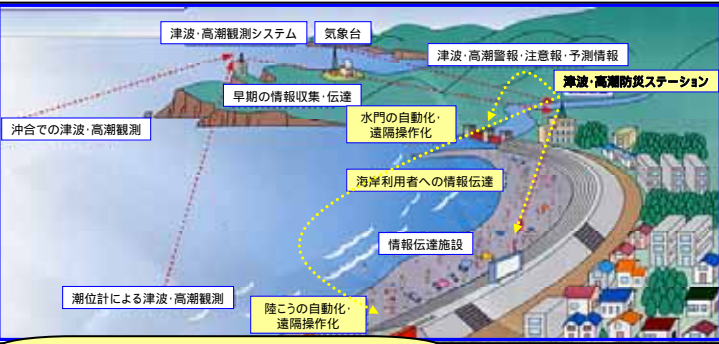 津波・高潮観測システム
気象台
津波・高潮警報・注意報・予測情報
津波・高潮防災ステーション
早期の情報収集・伝達
沖合での津波・高潮観測
水門の自動化・
遠隔操作化
海岸利用者への情報伝達
情報伝達施設
潮位計による津波・高潮観測
陸こうの自動化・
遠隔操作化